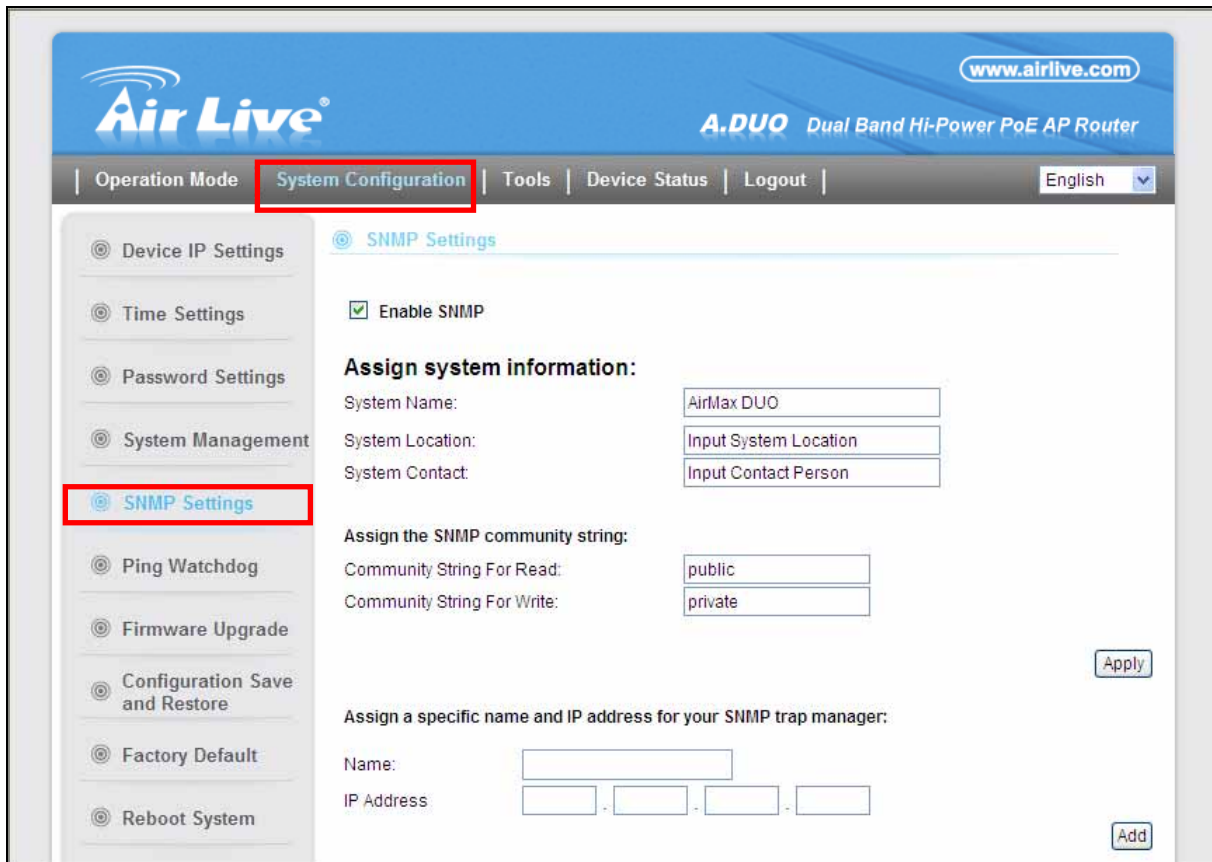 www.airlive.com
Air Live®
A.DUO Dual Band Hi-Power PoE AP Router
| Operation Mode | System Configuration | Tools | Device Status | Logout | English
Device IP Settings
Time Settings
Password Settings
System Management
SNMP Settings
Ping Watchdog
Firmware Upgrade
Configuration Save
and Restore
Factory Default
Reboot System
SNMP Settings
Enable SNMP
Assign system information:
System Name: AirMax DUO
System Location: Input System Location
System Contact: Input Contact Person
Assign the SNMP community string:
Community String For Read: public
Community String For Write: private
Apply
Assign a specific name and IP address for your SNMP trap manager:
Name:
IP Address . . .
Add